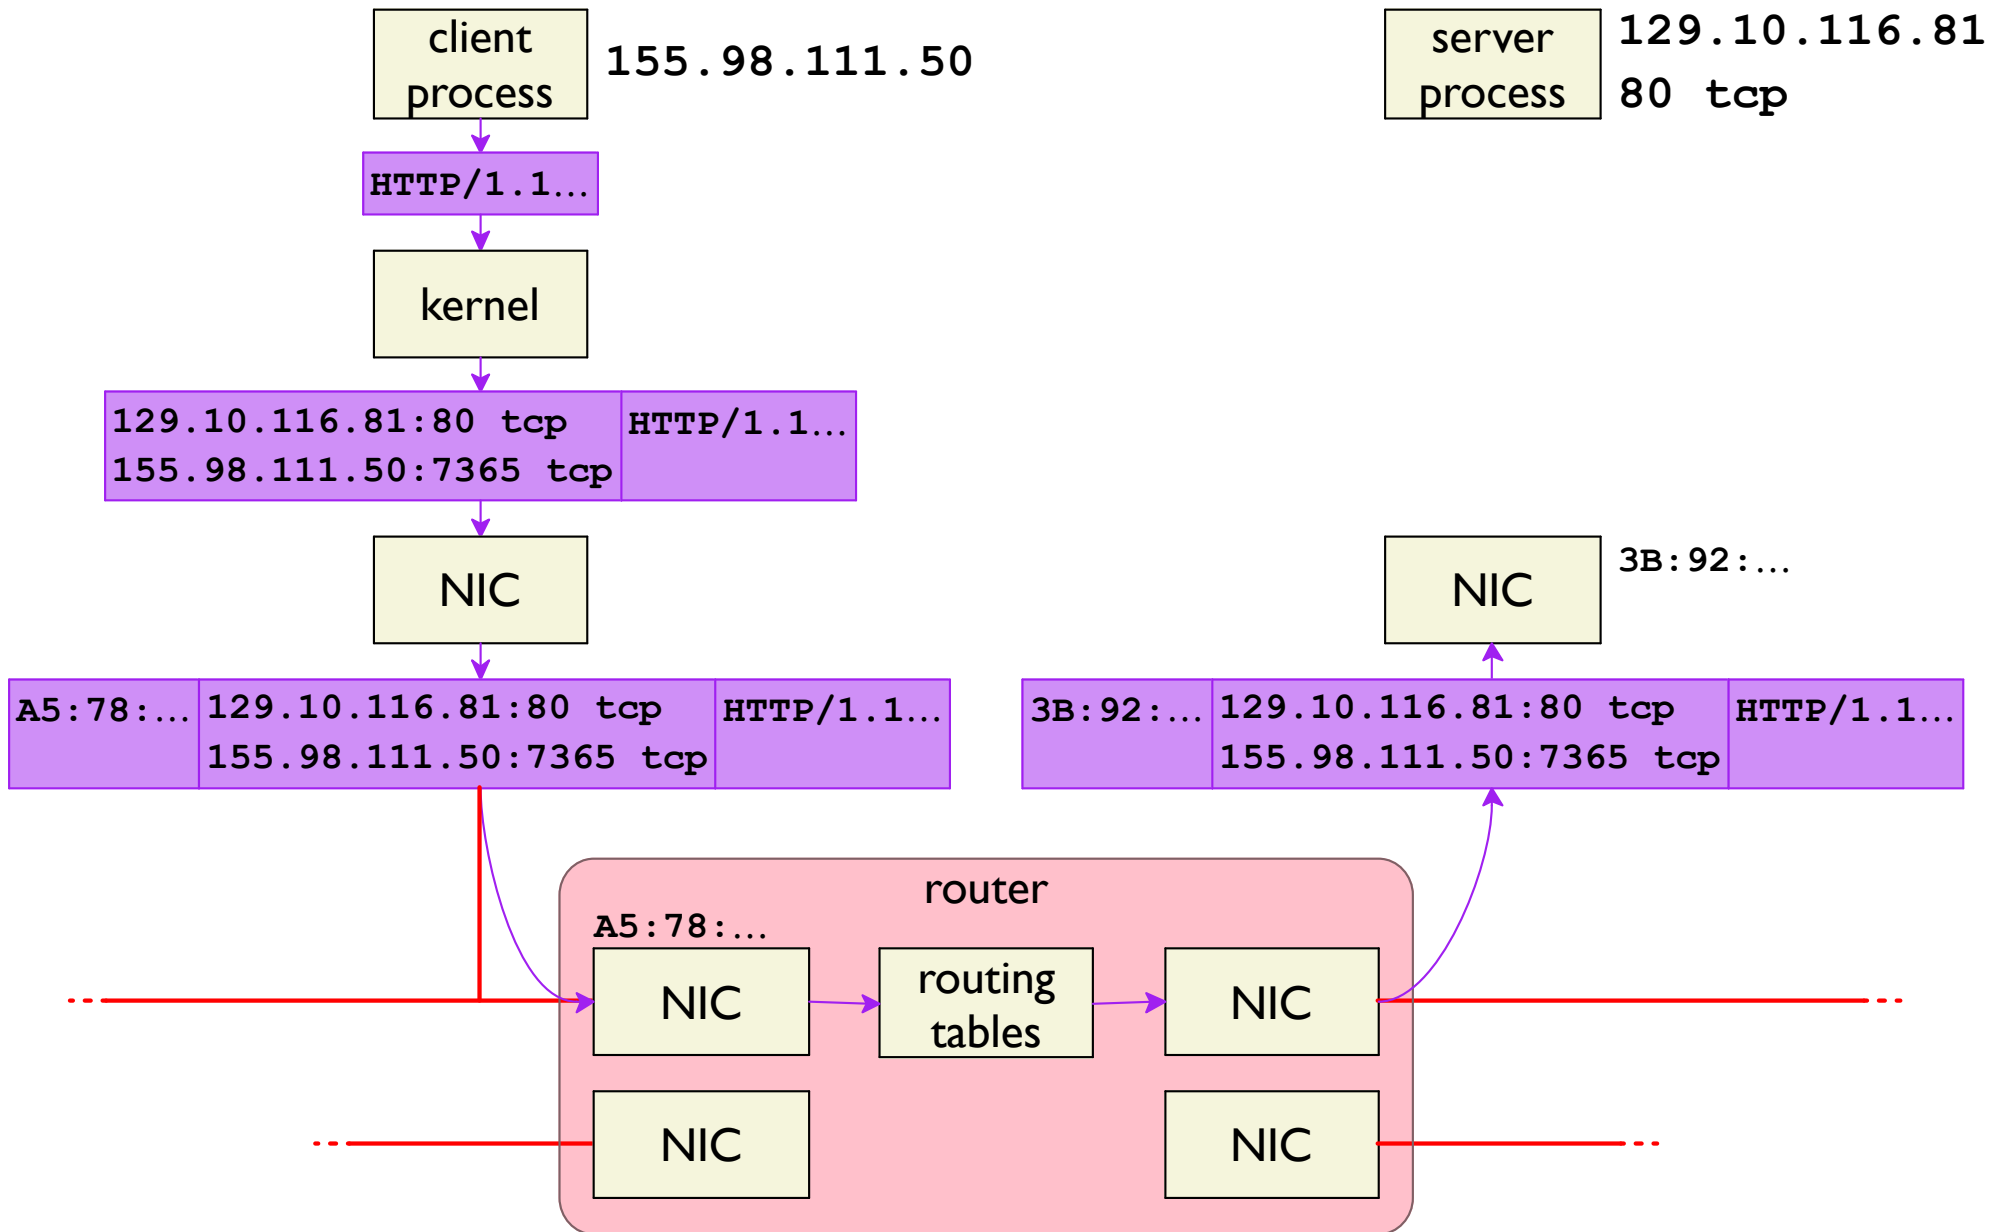 client
process
155.98.111.50
server
process
129.10.116.81
80 tcp
HTTP/1.1...
kernel
129.10.116.81:80 tcp
155.98.111.50:7365 tcp
HTTP/1.1...
NIC
NIC
3B:92:...
A5:78:...
129.10.116.81:80 tcp
155.98.111.50:7365 tcp
HTTP/1.1...
3B:92:...
129.10.116.81:80 tcp
155.98.111.50:7365 tcp
HTTP/1.1...
router
A5:78:...
NIC
routing
tables
NIC
NIC
NIC